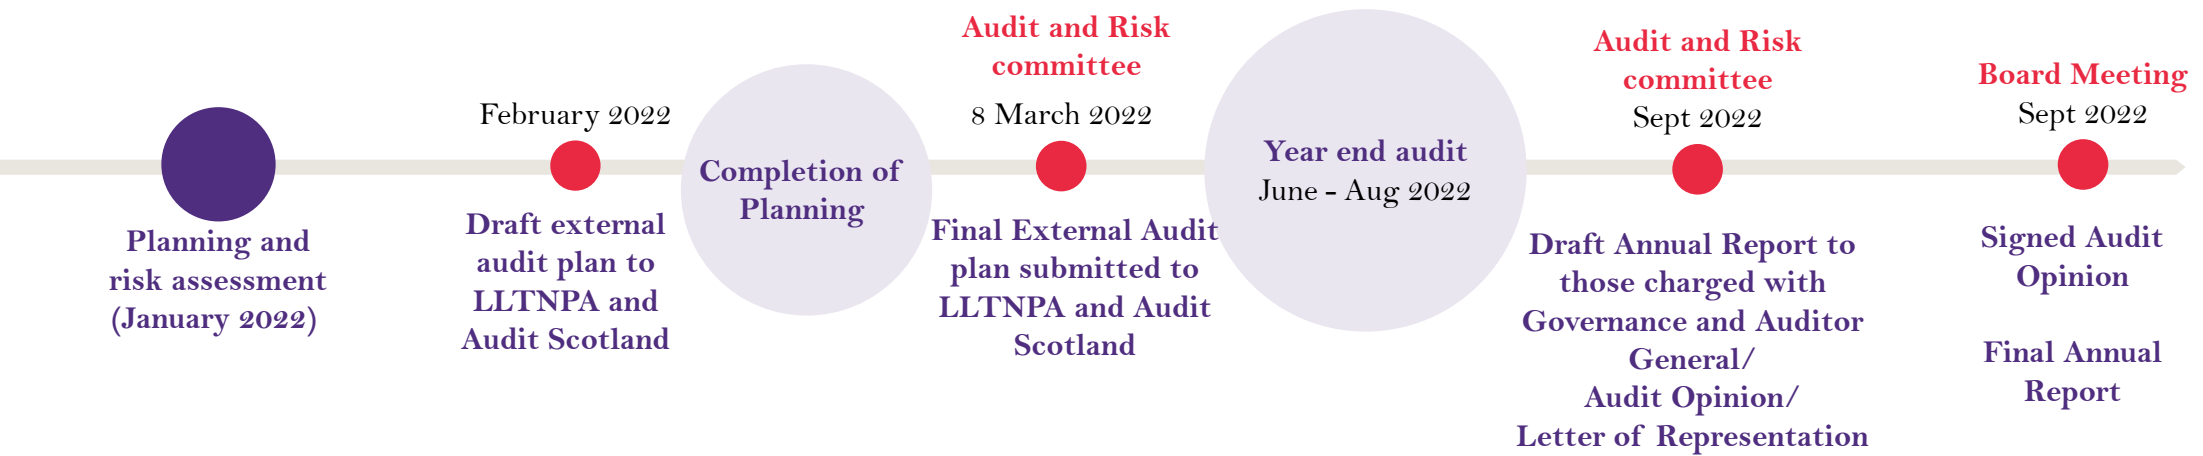 Planning and
risk assessment
(January 2022)
February 2022
Draft external
audit plan to
LLTNPA and
Audit Scotland
Completion of
Planning
Audit and Risk
committee
8 March 2022
Final External Audit
plan submitted to
LLTNPA and Audit
Scotland
Year end audit
June - Aug 2022
Audit and Risk
committee
Sept 2022
Draft Annual Report to
those charged with
Governance and Auditor
General/
Audit Opinion/
Letter of Representation
Board Meeting
Sept 2022
Signed Audit
Opinion
Final Annual
Report